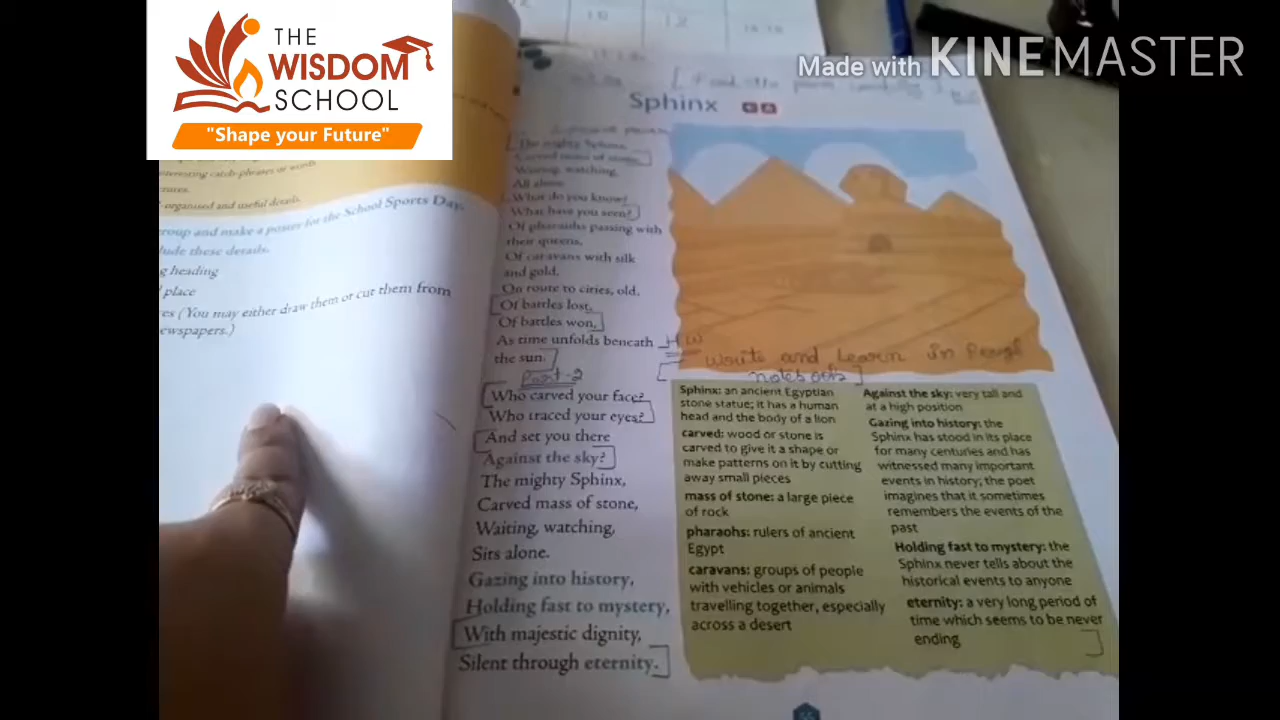 THE
WISDOM
SCHOOL
"Shape your Future"
Made with KINEMASTER
10
12
Sphinx
The mighty Sphinx,
Carved mass of stone,
Waiting, watching,
All alone.
What do you know?
What have you seen?
Of pharaohs passing with
their queens,
Of caravans with silk
and gold,
On route to cities, old.
Of battles lost,
Of battles won,
As time unfolds beneath
the sun.
Part-2
Who carved your face?
Who traced your eyes?
And set you there
Against the sky?
The mighty Sphinx,
Carved mass of stone,
Waiting, watching,
Sits alone.
Gazing into history,
Holding fast to mystery,
With majestic dignity,
Silent through eternity.
H.W
Write and Learn in Rough
notebook
Sphinx: an ancient Egyptian
stone statue; it has a human
head and the body of a lion
carved: wood or stone is
carved to give it a shape or
make patterns on it by cutting
away small pieces
mass of stone: a large piece
of rock
pharaohs: rulers of ancient
Egypt
caravans: groups of people
with vehicles or animals
travelling together, especially
across a desert
Against the sky: very tall and
at a high position
Gazing into history: the
Sphinx has stood in its place
for many centuries and has
witnessed many important
events in history; the poet
imagines that it sometimes
remembers the events of the
past
Holding fast to mystery: the
Sphinx never tells about the
historical events to anyone
eternity: a very long period of
time which seems to be never
ending
interesting catch-phrases or words
organised and useful details.
group and make a poster for the School Sports Day.
these details.
heading
place
(You may either draw them or cut them from
newspapers.)